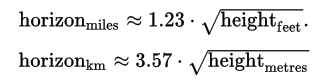 horizon_miles ≈ 1.23 · √height_feet.
horizon_km ≈ 3.57 · √height_metres